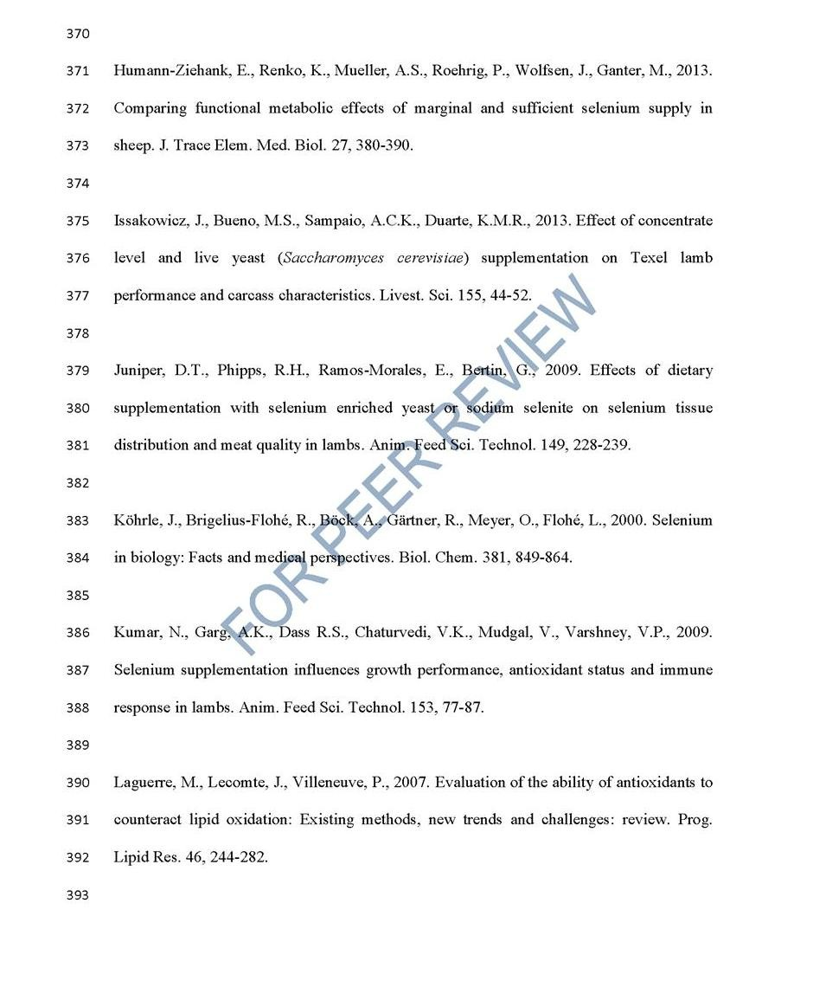 370
371 Humann-Ziehank, E., Renko, K., Mueller, A.S., Roehrig, P., Wolfsen, J., Ganter, M., 2013.
372 Comparing functional metabolic effects of marginal and sufficient selenium supply in
373 sheep. J. Trace Elem. Med. Biol. 27, 380-390.
374
375 Issakowicz, J., Bueno, M.S., Sampaio, A.C.K., Duarte, K.M.R., 2013. Effect of concentrate
376 level and live yeast (Saccharomyces cerevisiae) supplementation on Texel lamb
377 performance and carcass characteristics. Livest. Sci. 155, 44-52.
378
379 Juniper, D.T., Phipps, R.H., Ramos-Morales, E., Bertin, G., 2009. Effects of dietary
380 supplementation with selenium enriched yeast or sodium selenite on selenium tissue
381 distribution and meat quality in lambs. Anim. Feed Sci. Technol. 149, 228-239.
382
383 Köhrle, J., Brigelius-Flohé, R., Böck, A., Gärtner, R., Meyer, O., Flohé, L., 2000. Selenium
384 in biology: Facts and medical perspectives. Biol. Chem. 381, 849-864.
385
386 Kumar, N., Garg, A.K., Dass R.S., Chaturvedi, V.K., Mudgal, V., Varshney, V.P., 2009.
387 Selenium supplementation influences growth performance, antioxidant status and immune
388 response in lambs. Anim. Feed Sci. Technol. 153, 77-87.
389
390 Laguerre, M., Lecomte, J., Villeneuve, P., 2007. Evaluation of the ability of antioxidants to
391 counteract lipid oxidation: Existing methods, new trends and challenges: review. Prog.
392 Lipid Res. 46, 244-282.
393
FOR PEER REVIEW